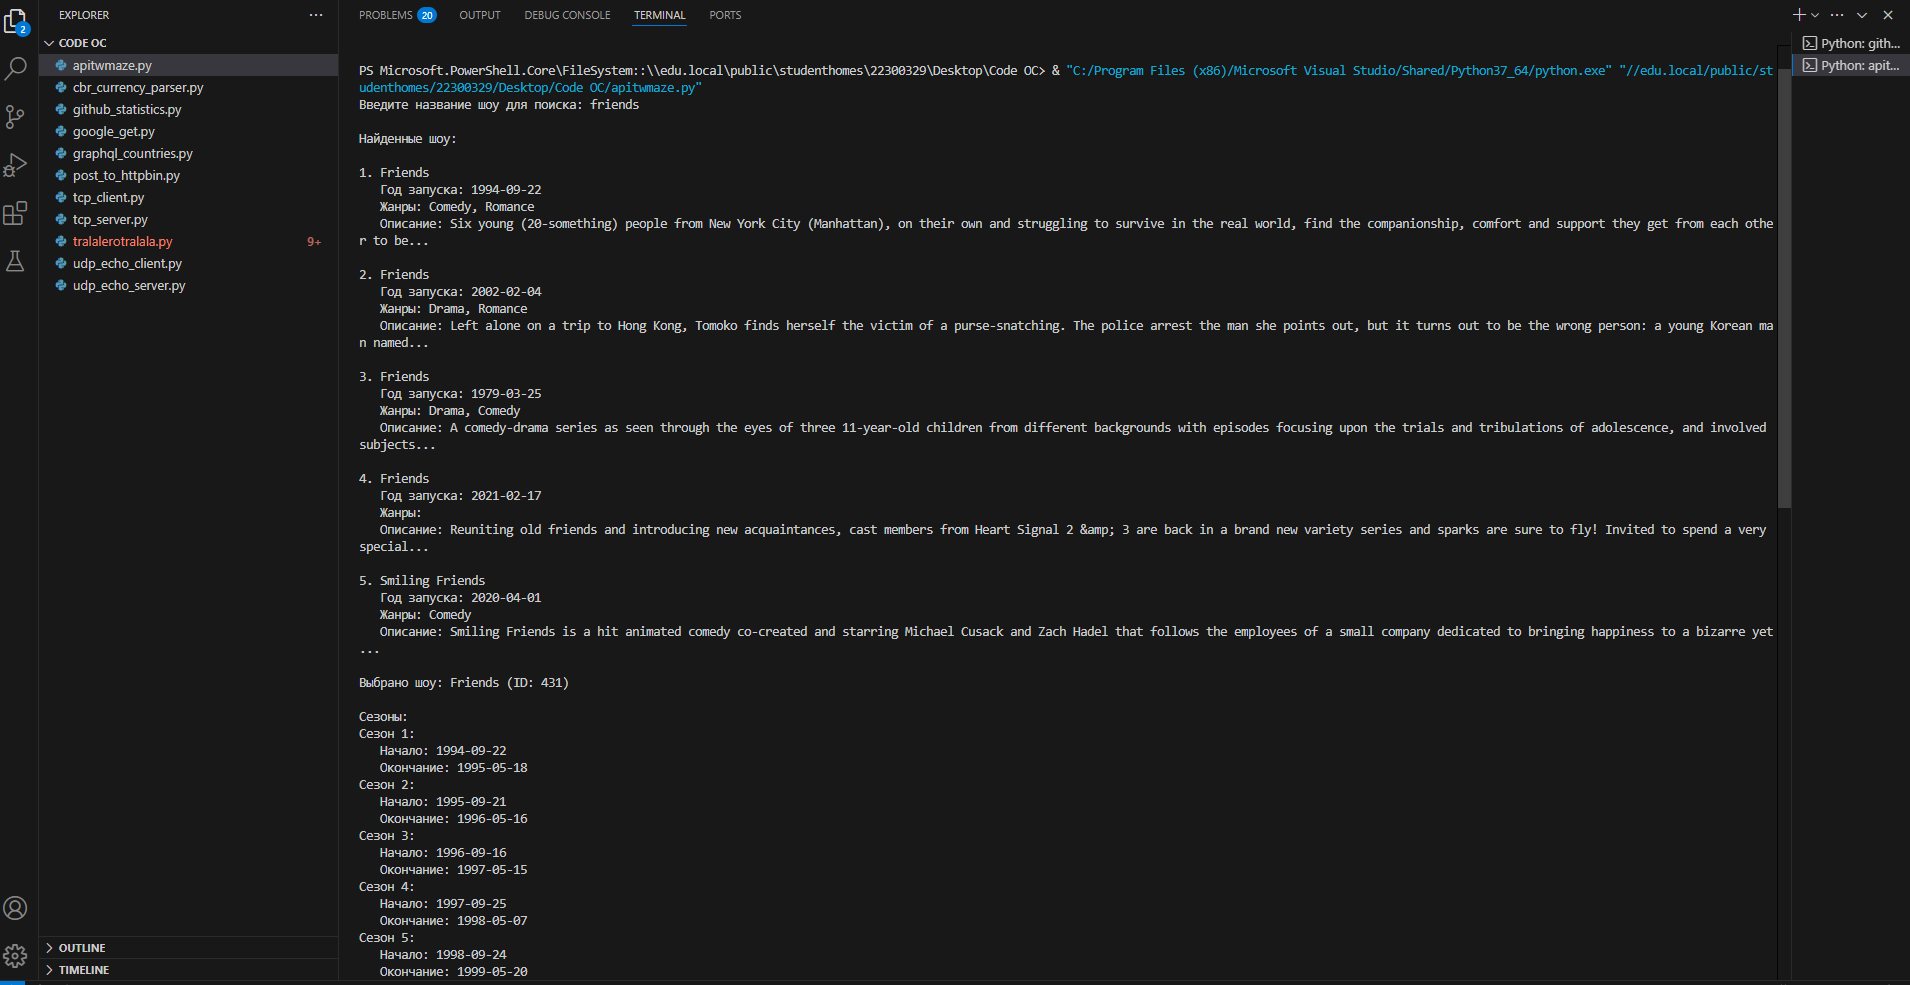 EXPLORER
CODE OC
apitwmaze.py
cbr_currency_parser.py
github_statistics.py
google_get.py
graphql_countries.py
post_to_httpbin.py
tcp_client.py
tcp_server.py
tralalerotralala.py 9+
udp_echo_client.py
udp_echo_server.py
OUTLINE
TIMELINE
2
PROBLEMS 20 OUTPUT DEBUG CONSOLE TERMINAL PORTS
PS Microsoft.PowerShell.Core\FileSystem::\\edu.local\public\studenthomes\22300329\Desktop\Code OC> & "C:/Program Files (x86)/Microsoft Visual Studio/Shared/Python37_64/python.exe" "//edu.local/public/st
udenthomes/22300329/Desktop/Code OC/apitwmaze.py"
Введите название шоу для поиска: friends
Найденные шоу:
1. Friends
Год запуска: 1994-09-22
Жанры: Comedy, Romance
Описание: Six young (20-something) people from New York City (Manhattan), on their own and struggling to survive in the real world, find the companionship, comfort and support they get from each othe
r to be...
2. Friends
Год запуска: 2002-02-04
Жанры: Drama, Romance
Описание: Left alone on a trip to Hong Kong, Tomoko finds herself the victim of a purse-snatching. The police arrest the man she points out, but it turns out to be the wrong person: a young Korean ma
n named...
3. Friends
Год запуска: 1979-03-25
Жанры: Drama, Comedy
Описание: A comedy-drama series as seen through the eyes of three 11-year-old children from different backgrounds with episodes focusing upon the trials and tribulations of adolescence, and involved
subjects...
4. Friends
Год запуска: 2021-02-17
Жанры:
Описание: Reuniting old friends and introducing new acquaintances, cast members from Heart Signal 2 &amp; 3 are back in a brand new variety series and sparks are sure to fly! Invited to spend a very
special...
5. Smiling Friends
Год запуска: 2020-04-01
Жанры: Comedy
Описание: Smiling Friends is a hit animated comedy co-created and starring Michael Cusack and Zach Hadel that follows the employees of a small company dedicated to bringing happiness to a bizarre yet
...
Выбрано шоу: Friends (ID: 431)
Сезоны:
Сезон 1:
Начало: 1994-09-22
Окончание: 1995-05-18
Сезон 2:
Начало: 1995-09-21
Окончание: 1996-05-16
Сезон 3:
Начало: 1996-09-16
Окончание: 1997-05-15
Сезон 4:
Начало: 1997-09-25
Окончание: 1998-05-07
Сезон 5:
Начало: 1998-09-24
Окончание: 1999-05-20
Python: gith...
Python: apit...